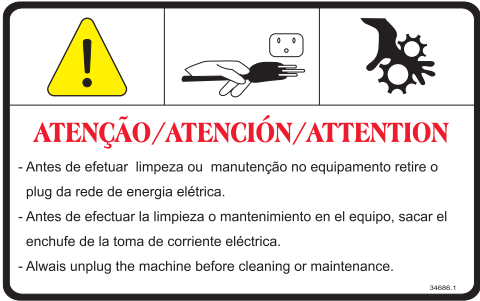 ATENÇÃO/ATENCIÓN/ATTENTION
- Antes de efetuar limpeza ou manutenção no equipamento retire o
plug da rede de energia elétrica.
- Antes de efectuar la limpieza o mantenimiento en el equipo, sacar el
enchufe de la toma de corriente eléctrica.
- Alwais unplug the machine before cleaning or maintenance.
34686.1